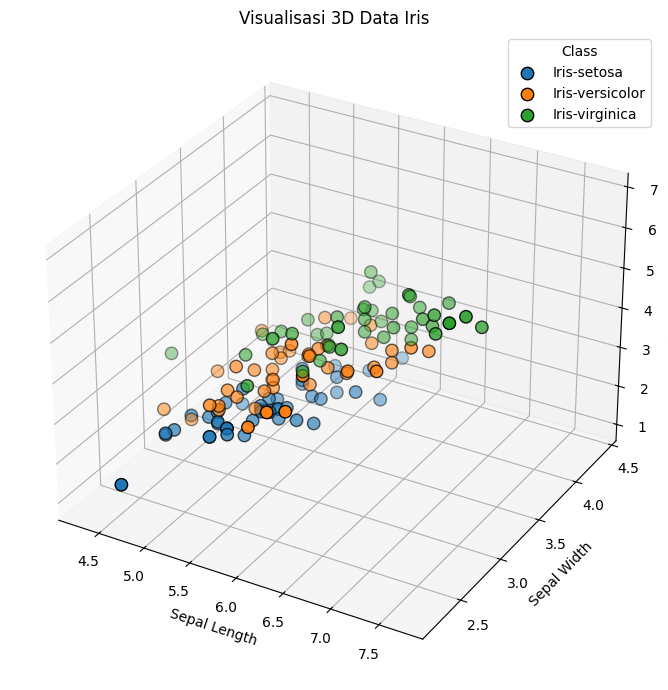 Visualisasi 3D Data Iris
Class
Iris-setosa
Iris-versicolor
Iris-virginica
7
6
5
4
3
2
1
4.5
4.0
3.5
3.0
2.5
Sepal Width
4.5
5.0
5.5
6.0
6.5
7.0
7.5
Sepal Length